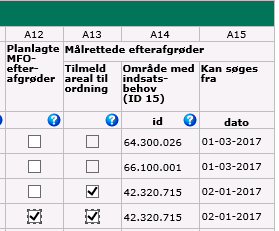 A12 A13 A14 A15
Planlagte Målrettede efterafgrøder
MFO-
efter-
afgrøder
Tilmeld
areal til
ordning
Område med
indsats-
behov
(ID 15)
Kan søges
fra
? ? id ? dato
64.300.026 01-03-2017
66.100.001 01-03-2017
42.320.715 02-01-2017
42.320.715 02-01-2017